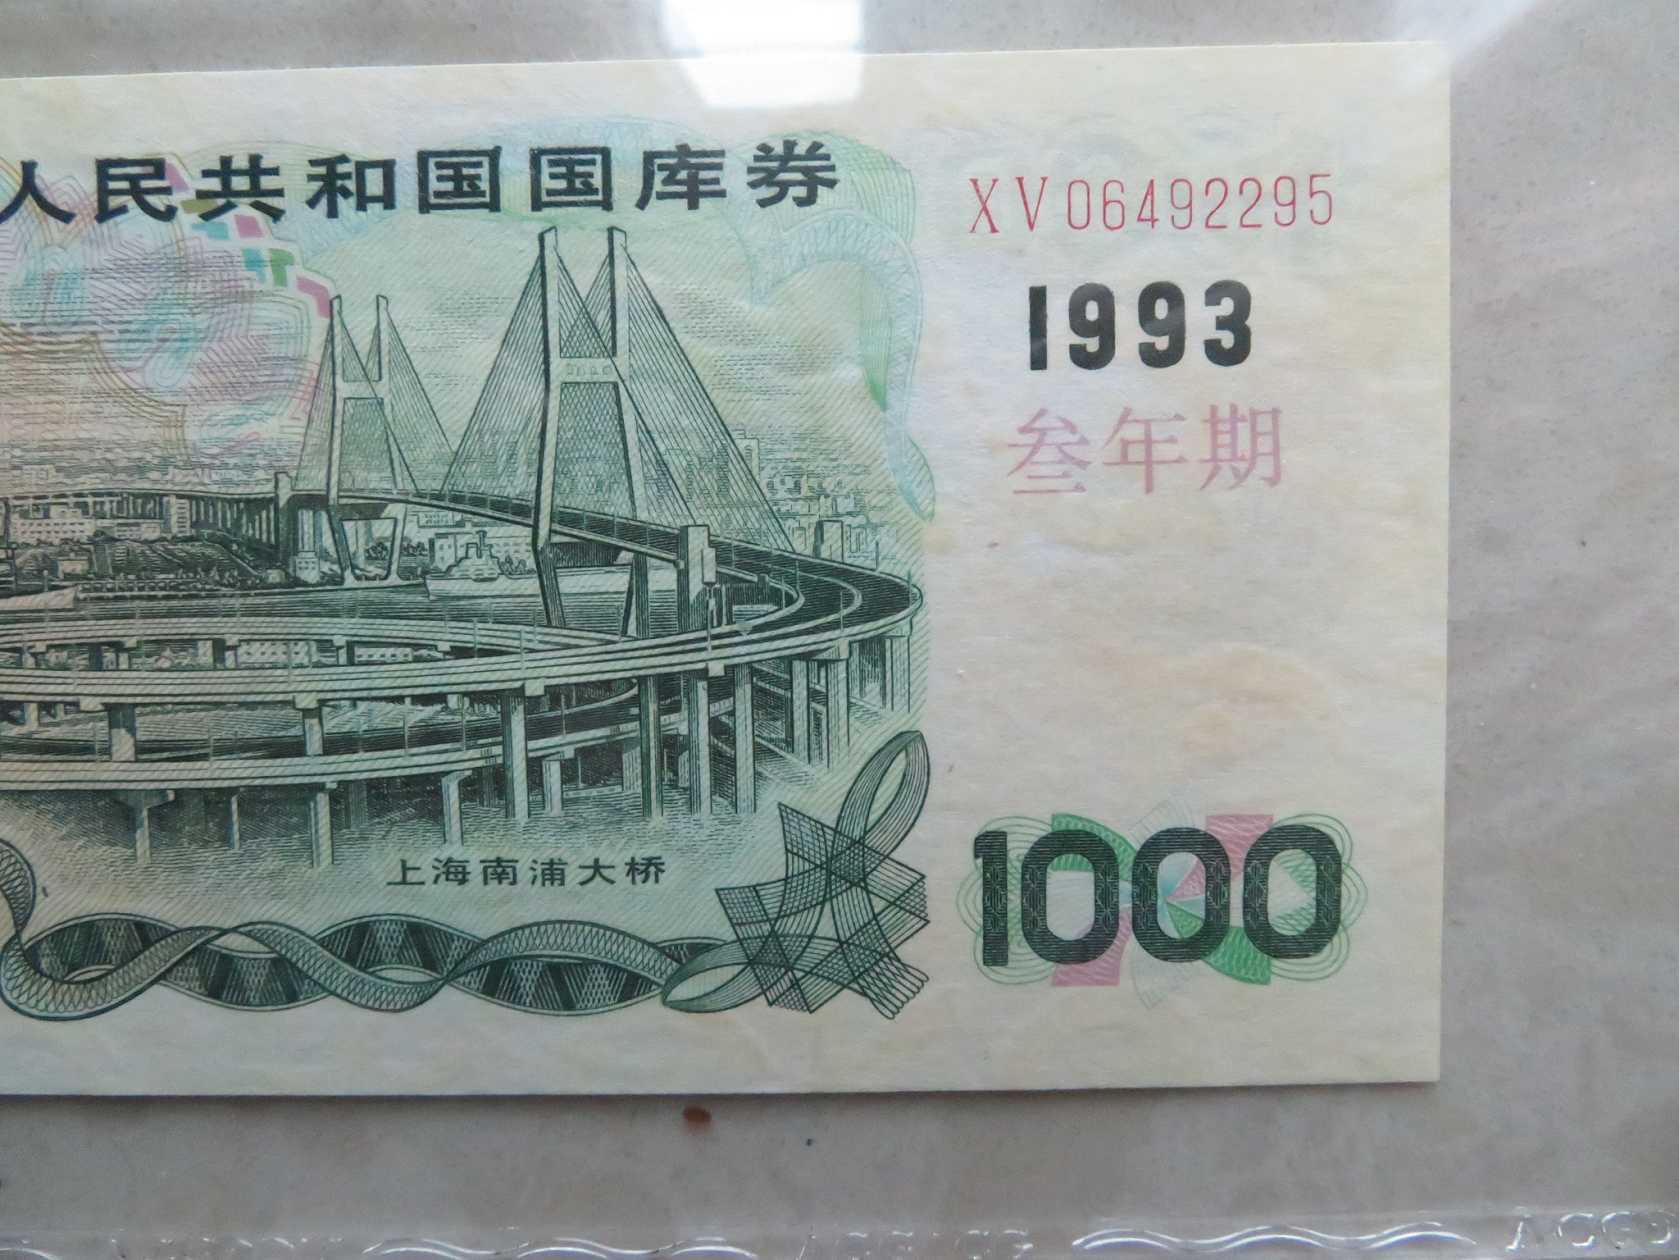 人民共和国国库券
XV06492295
1993
叁年期
上海南浦大桥
1000